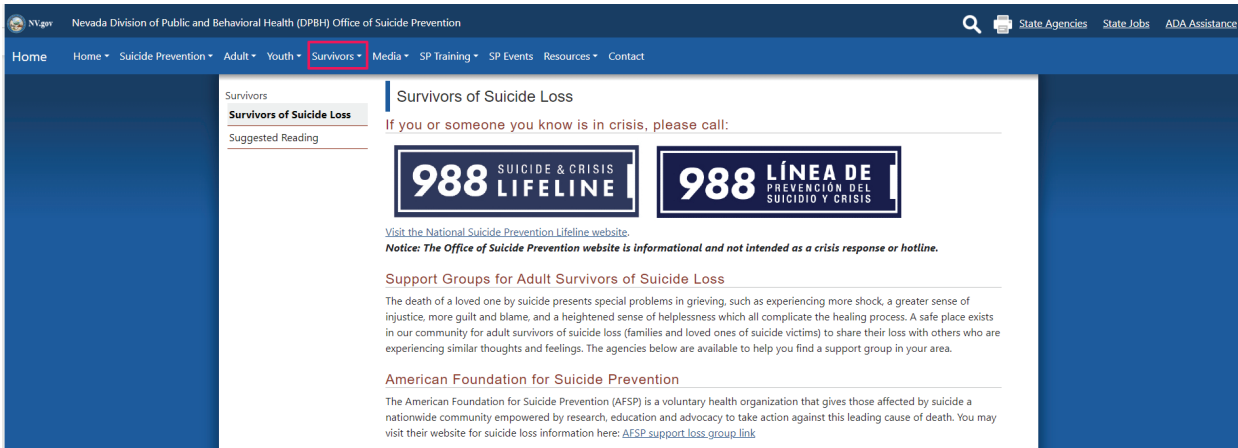 NV.gov Nevada Division of Public and Behavioral Health (DPBH) Office of Suicide Prevention State Agencies State Jobs ADA Assistance
Home Home Suicide Prevention Adult Youth Survivors Media SP Training SP Events Resources Contact
Survivors
Survivors of Suicide Loss
Suggested Reading
Survivors of Suicide Loss
If you or someone you know is in crisis, please call:
988 SUICIDE & CRISIS
LIFELINE
988 LÍNEA DE
PREVENCIÓN DEL
SUICIDIO Y CRISIS
Visit the National Suicide Prevention Lifeline website.
Notice: The Office of Suicide Prevention website is informational and not intended as a crisis response or hotline.
Support Groups for Adult Survivors of Suicide Loss
The death of a loved one by suicide presents special problems in grieving, such as experiencing more shock, a greater sense of
injustice, more guilt and blame, and a heightened sense of helplessness which all complicate the healing process. A safe place exists
in our community for adult survivors of suicide loss (families and loved ones of suicide victims) to share their loss with others who are
experiencing similar thoughts and feelings. The agencies below are available to help you find a support group in your area.
American Foundation for Suicide Prevention
The American Foundation for Suicide Prevention (AFSP) is a voluntary health organization that gives those affected by suicide a
nationwide community empowered by research, education and advocacy to take action against this leading cause of death. You may
visit their website for suicide loss information here: AFSP support loss group link